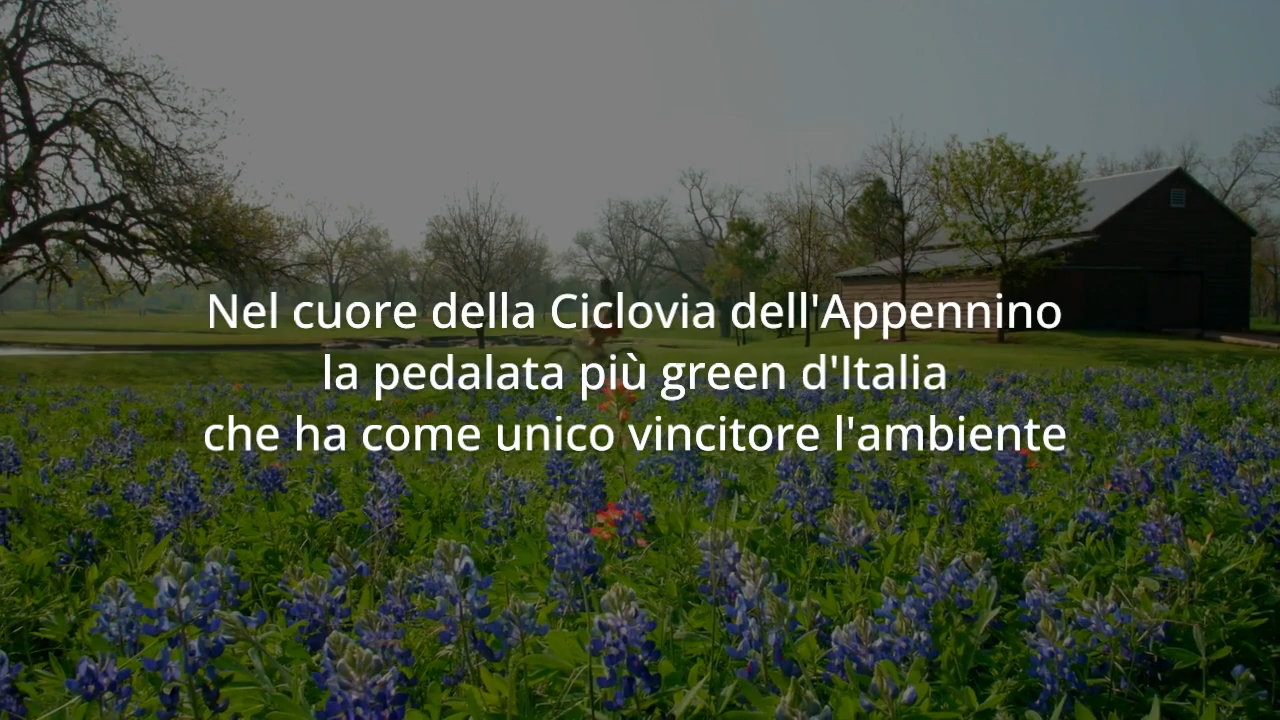 Nel cuore della Ciclovia dell'Appennino
la pedalata più green d'Italia
che ha come unico vincitore l'ambiente